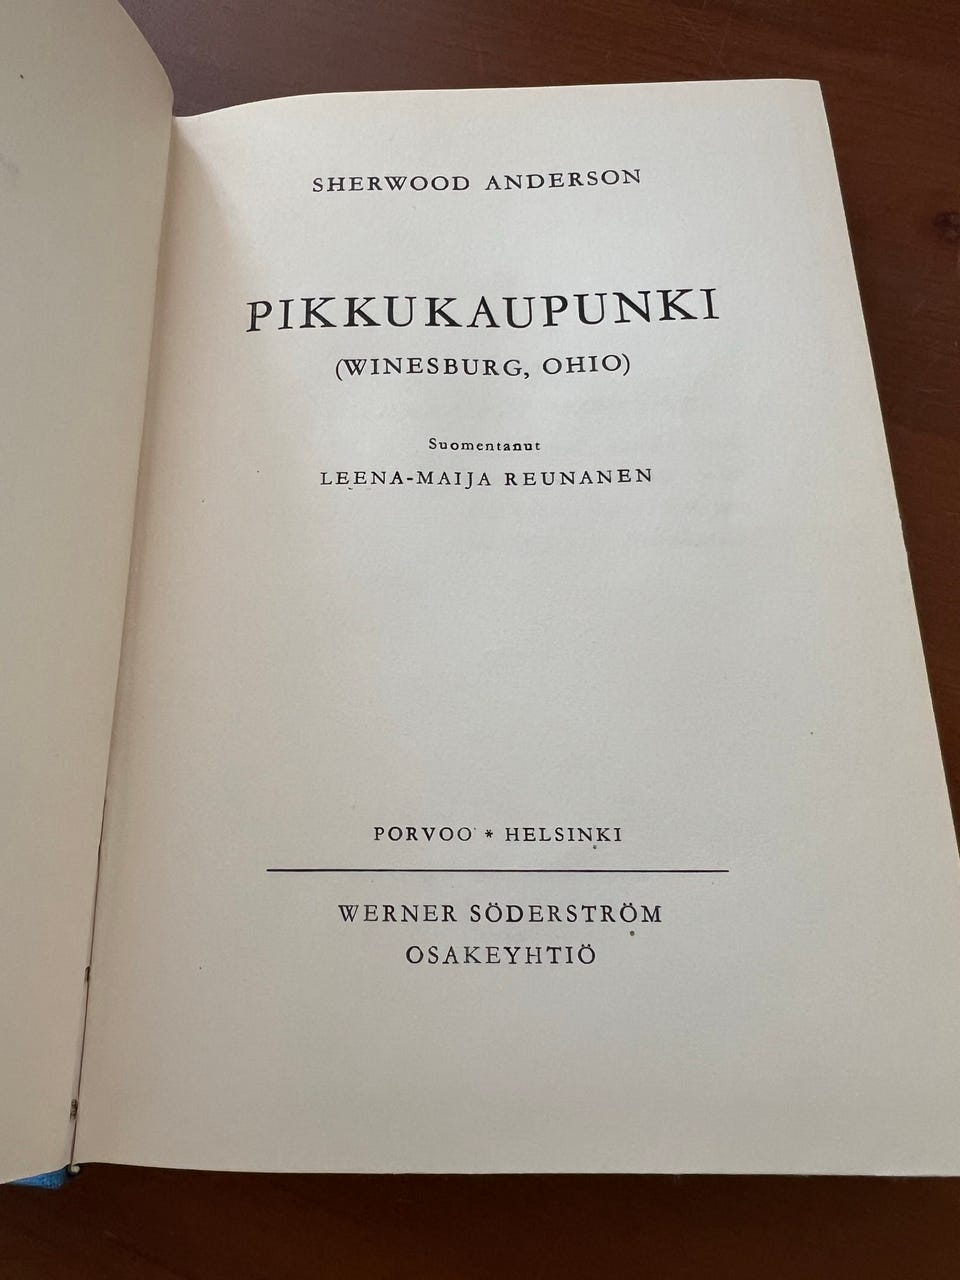 SHERWOOD ANDERSON
PIKKUKAUPUNKI
(WINESBURG, OHIO)
Suomentanut
LEENA-MAIJA REUNANEN
PORVOO * HELSINKI
WERNER SÖDERSTRÖM
OSAKEYHTIÖ